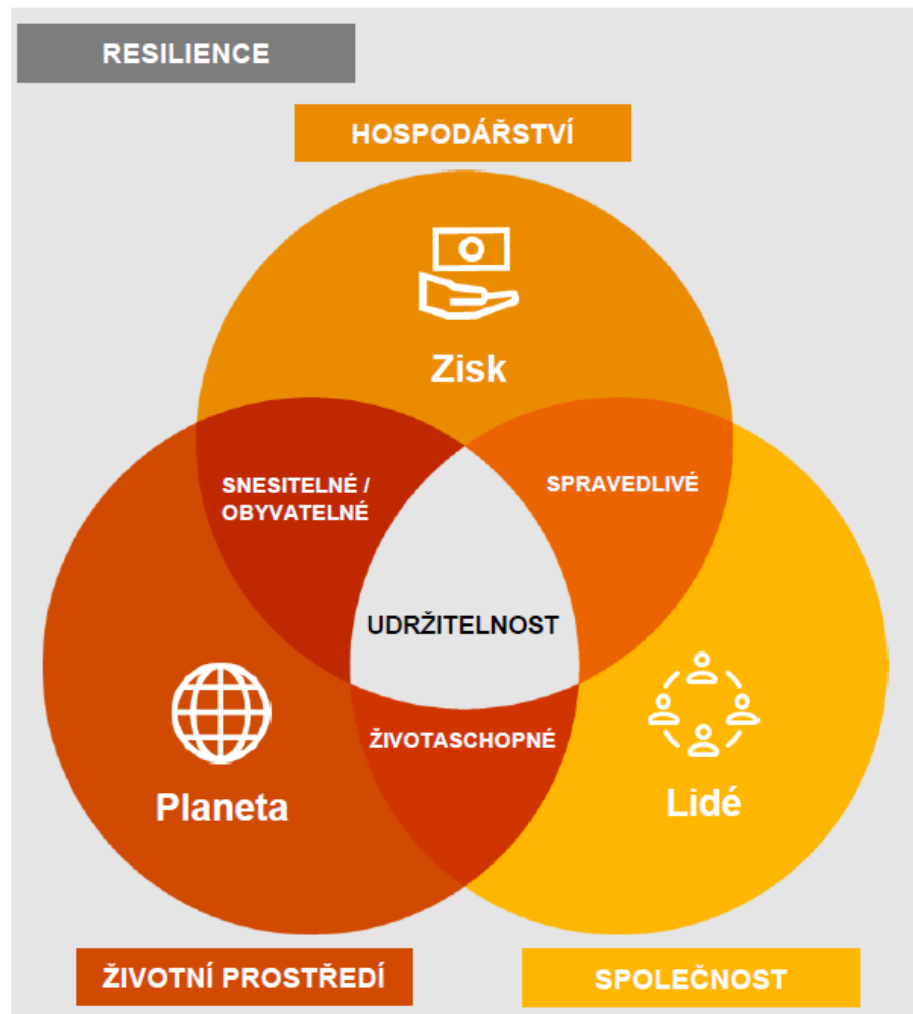 RESILIENCE
HOSPODÁŘSTVÍ
Zisk
SNESITELNÉ /
OBYVATELNÉ
SPRAVEDLIVÉ
UDRŽITELNOST
ŽIVOTASCHOPNÉ
Planeta
Lidé
ŽIVOTNÍ PROSTŘEDÍ
SPOLEČNOST